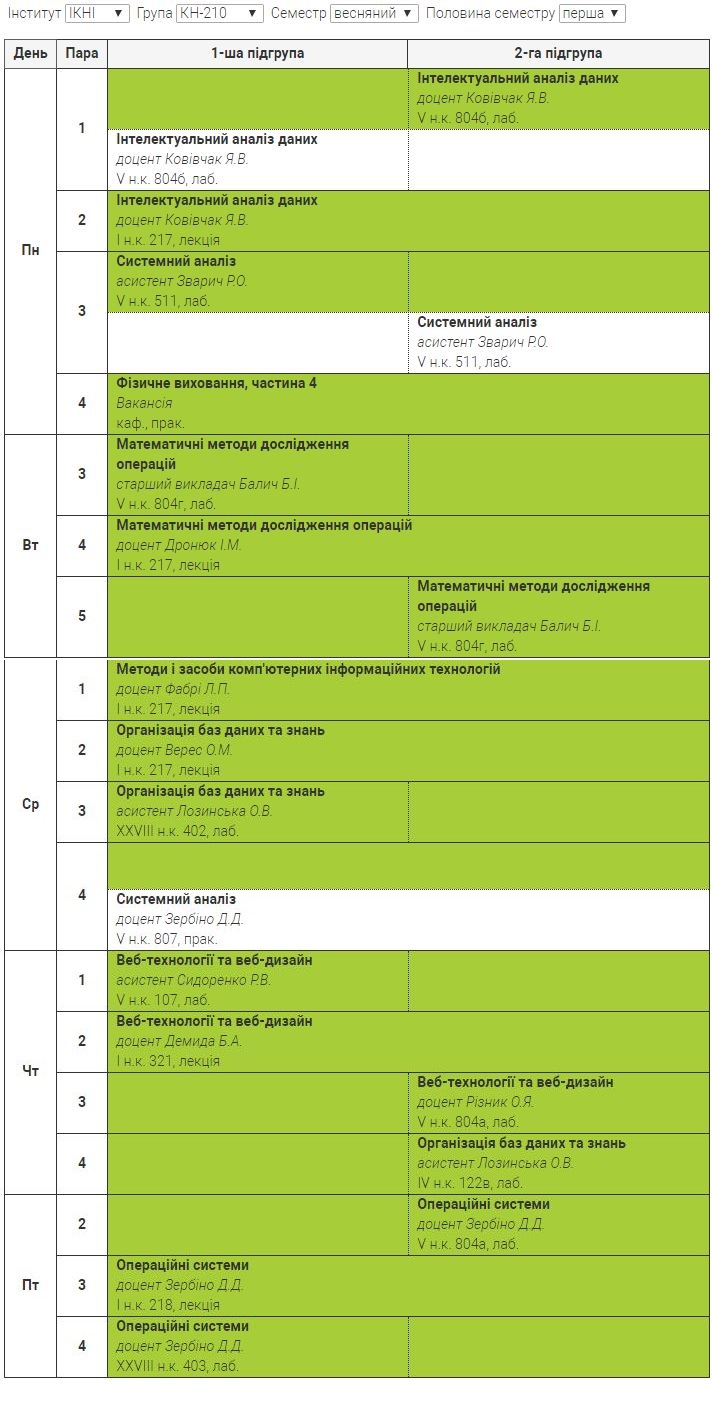 Інститут ІКНІ Група КН-210 Семестр весняний Половина семестру перша
День Пара 1-ша підгрупа 2-га підгрупа
Пн
1
Інтелектуальний аналіз даних
доцент Ковівчак Я.В.
V н.к. 804б, лаб.
Інтелектуальний аналіз даних
доцент Ковівчак Я.В.
V н.к. 804б, лаб.
2
Інтелектуальний аналіз даних
доцент Ковівчак Я.В.
І н.к. 217, лекція
3
Системний аналіз
асистент Зварич Р.О.
V н.к. 511, лаб.
Системний аналіз
асистент Зварич Р.О.
V н.к. 511, лаб.
4
Фізичне виховання, частина 4
Вакансія
каф., прак.
Вт
3
Математичні методи дослідження
операцій
старший викладач Балич Б.І.
V н.к. 804г, лаб.
4
Математичні методи дослідження операцій
доцент Дронюк І.М.
І н.к. 217, лекція
5
Математичні методи дослідження
операцій
старший викладач Балич Б.І.
V н.к. 804г, лаб.
Ср
1
Методи і засоби комп'ютерних інформаційних технологій
доцент Фабрі Л.П.
І н.к. 217, лекція
2
Організація баз даних та знань
доцент Верес О.М.
І н.к. 217, лекція
3
Організація баз даних та знань
асистент Лозинська О.В.
XXVIII н.к. 402, лаб.
4
Системний аналіз
доцент Зербіно Д.Д.
V н.к. 807, прак.
Чт
1
Веб-технології та веб-дизайн
асистент Сидоренко Р.В.
V н.к. 107, лаб.
2
Веб-технології та веб-дизайн
доцент Демида Б.А.
І н.к. 321, лекція
3
Веб-технології та веб-дизайн
доцент Різник О.Я.
V н.к. 804а, лаб.
4
Організація баз даних та знань
асистент Лозинська О.В.
IV н.к. 122в, лаб.
Пт
2
Операційні системи
доцент Зербіно Д.Д.
V н.к. 804а, лаб.
3
Операційні системи
доцент Зербіно Д.Д.
І н.к. 218, лекція
4
Операційні системи
доцент Зербіно Д.Д.
XXVIII н.к. 403, лаб.